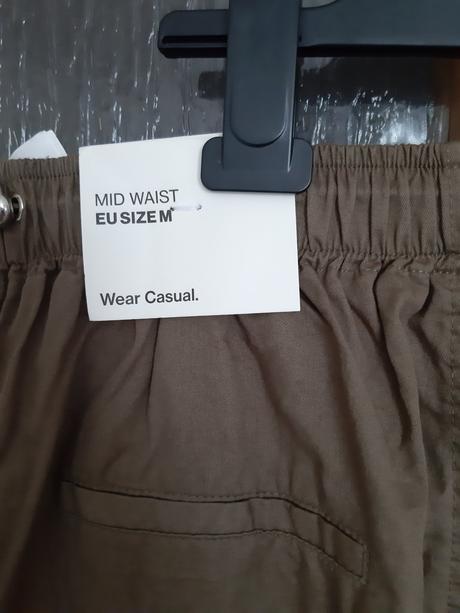 MID WAIST
EU SIZE M
Wear Casual.